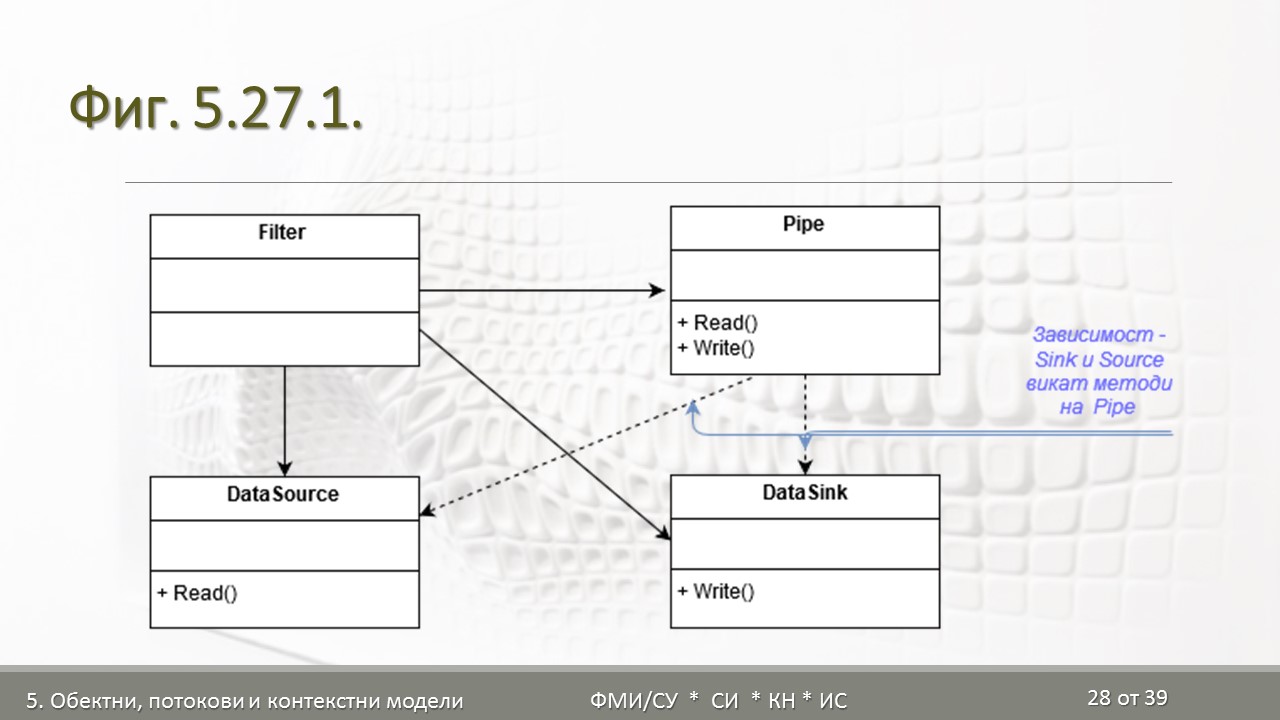 Фиг. 5.27.1.
Filter
Pipe
+ Read()
+ Write()
Зависимост -
Sink и Source
викат методи
на Pipe
DataSource
+ Read()
DataSink
+ Write()
5. Обектни, потокови и контекстни модели
ФМИ/СУ * СИ * КН * ИС
28 от 39